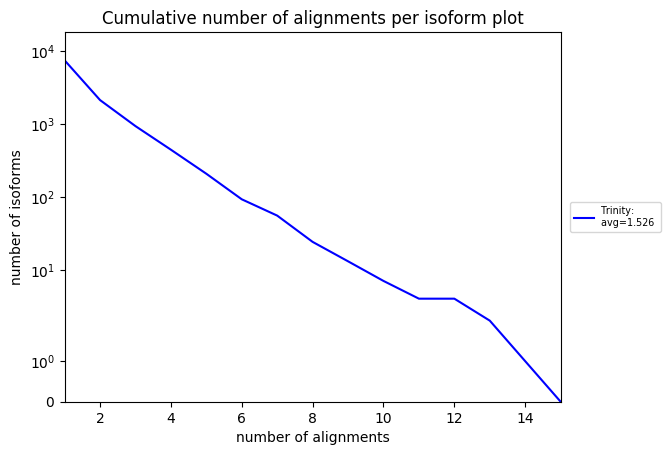 Cumulative number of alignments per isoform plot
number of isoforms
10^4
10^3
10^2
10^1
10^0
0
2 4 6 8 10 12 14
number of alignments
Trinity:
avg=1.526